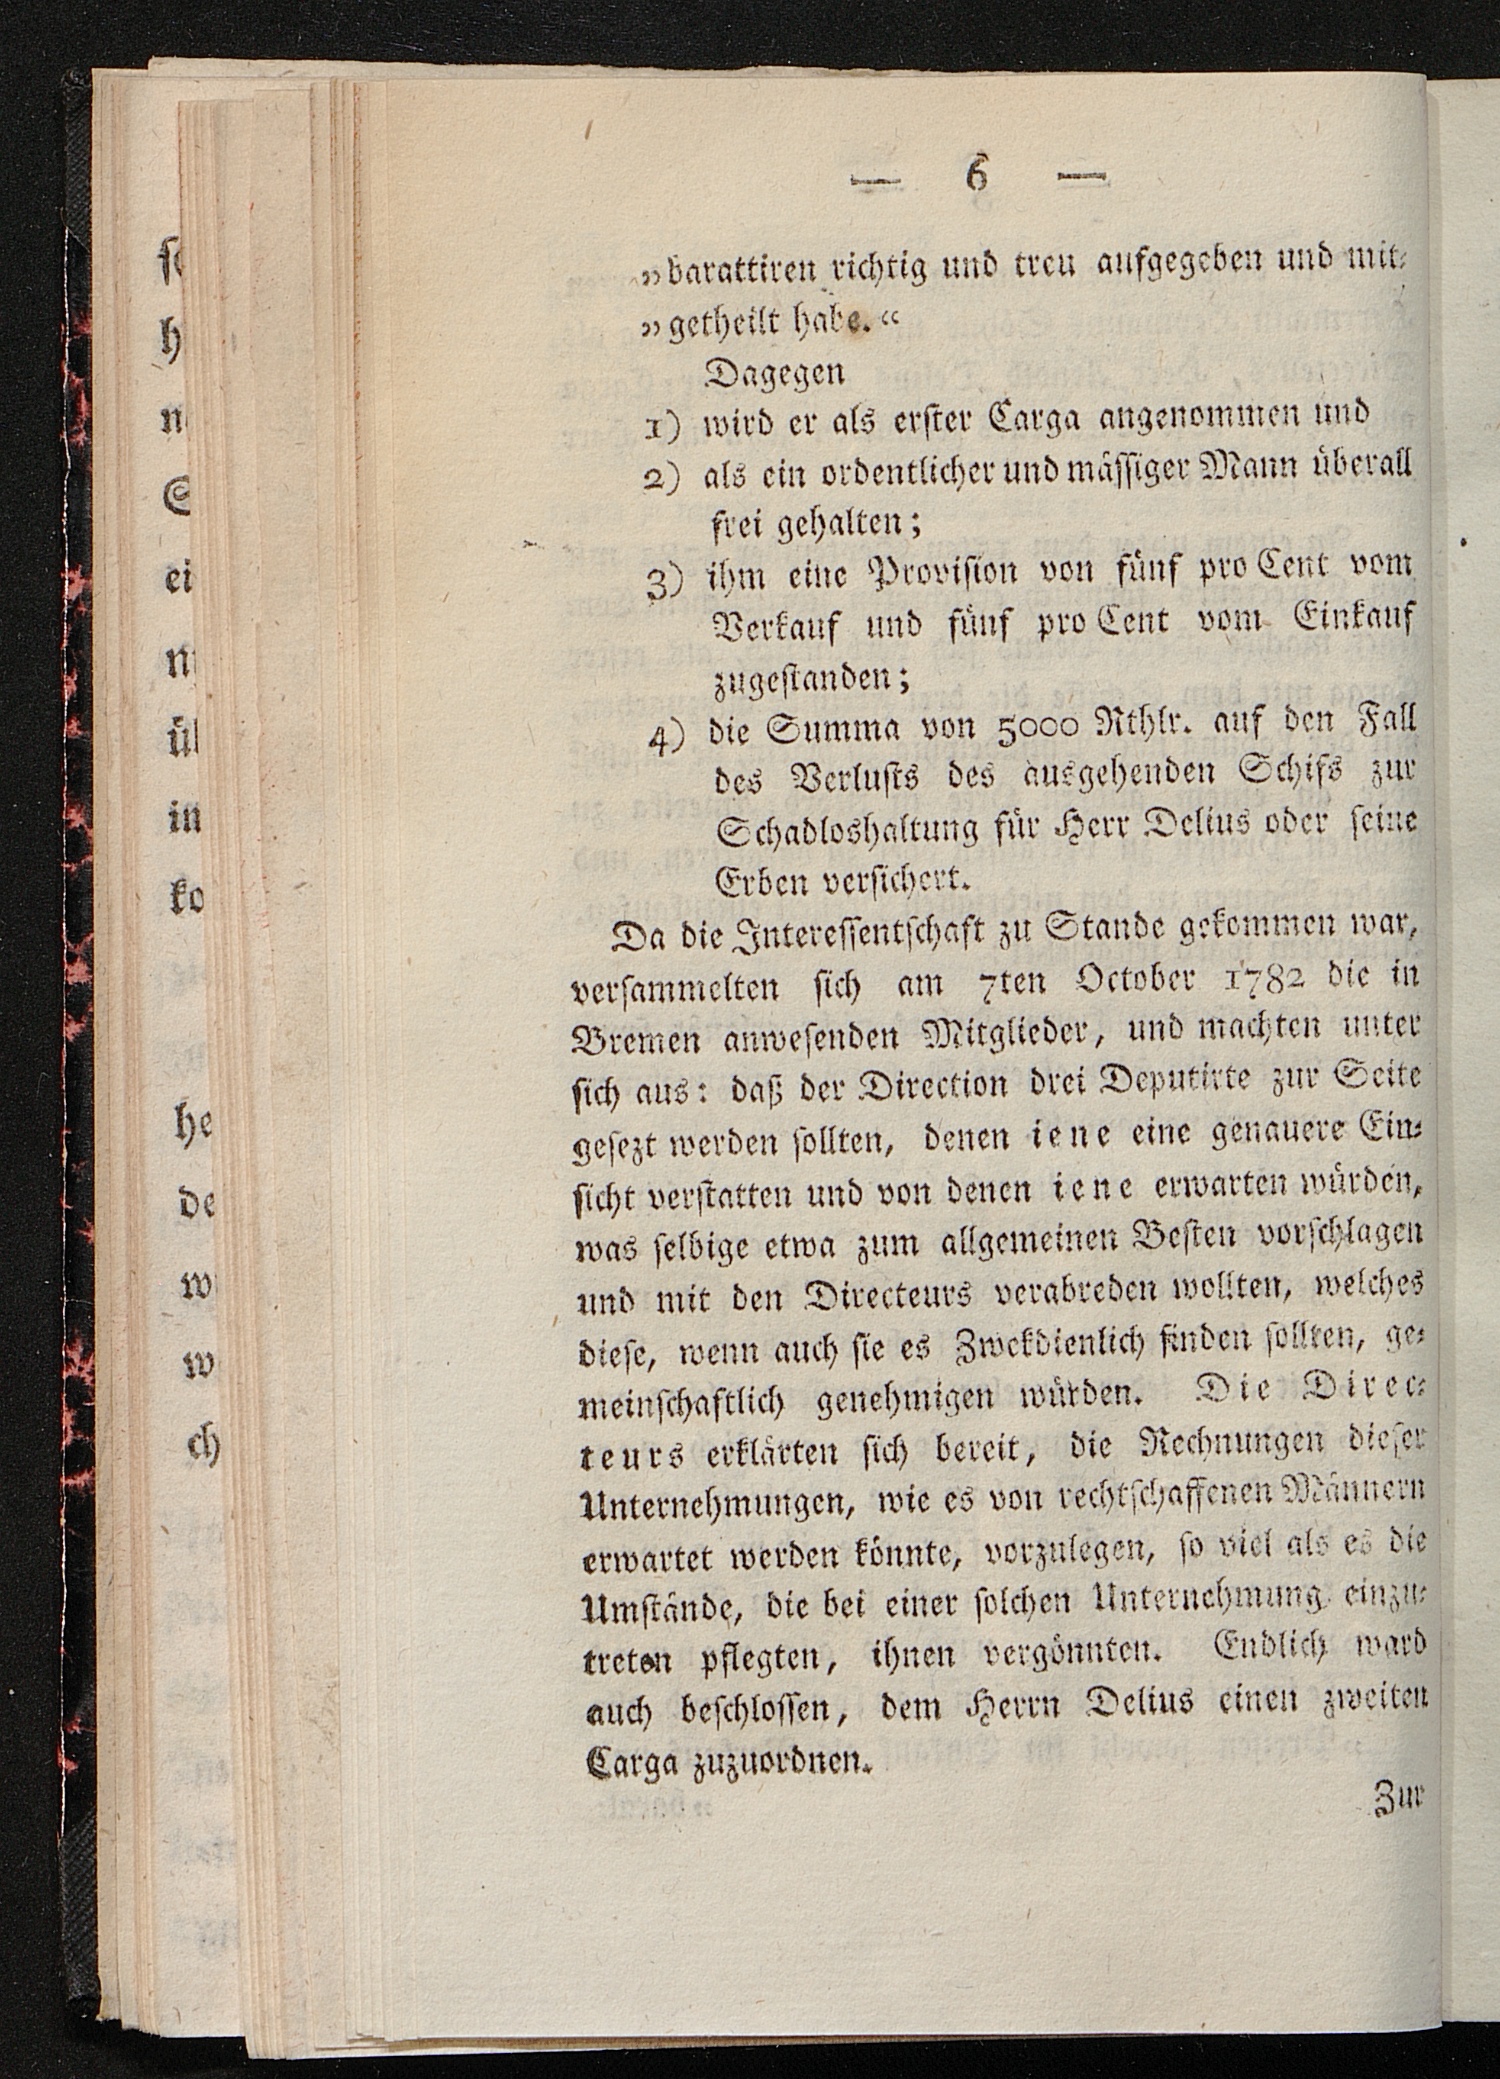 — 6 —
„barattiren richtig und treu aufgegeben und mit-
„getheilt habe.“
Dagegen
1) wird er als erster Carga angenommen und
2) als ein ordentlicher und mässiger Mann überall
frei gehalten;
3) ihm eine Provision von fünf pro Cent vom
Verkauf und fünf pro Cent vom Einkauf
zugestanden;
4) die Summa von 5000 Rthlr. auf den Fall
des Verlusts des ausgehenden Schifs zur
Schadloshaltung für Herr Delius oder seine
Erben versichert.
Da die Interessentschaft zu Stande gekommen war,
versammelten sich am 7ten October 1782 die in
Bremen anwesenden Mitglieder, und machten unter
sich aus: daß der Direction drei Deputirte zur Seite
gesezt werden sollten, denen iene eine genauere Ein-
sicht verstatten und von denen iene erwarten würden,
was selbige etwa zum allgemeinen Besten vorschlagen
und mit den Directeurs verabreden wollten, welches
diese, wenn auch sie es Zwekdienlich finden sollten, ge-
meinschaftlich genehmigen würden. Die Direc-
teurs erklärten sich bereit, die Rechnungen dieser
Unternehmungen, wie es von rechtschaffenen Männern
erwartet werden könnte, vorzulegen, so viel als es die
Umstände, die bei einer solchen Unternehmung einzu-
treten pflegten, ihnen vergönnten. Endlich ward
auch beschlossen, dem Herrn Delius einen zweiten
Carga zuzuordnen.
Zur